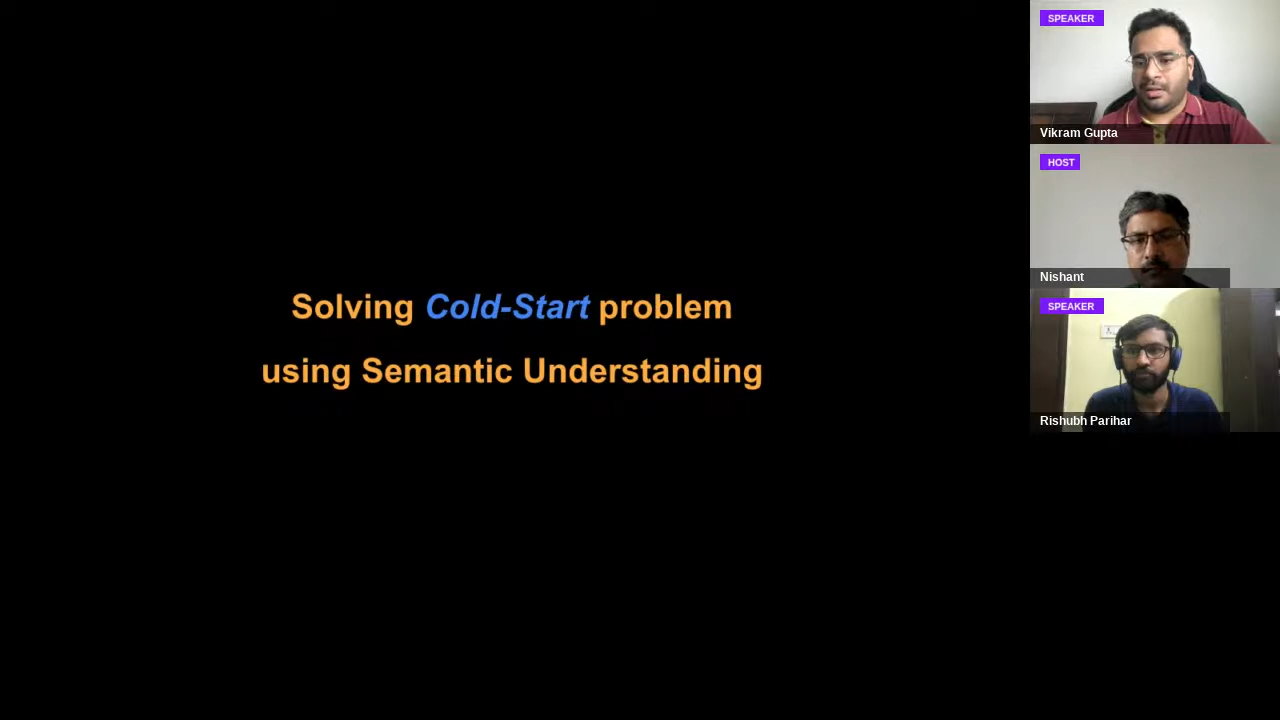 Solving Cold-Start problem
using Semantic Understanding
SPEAKER
Vikram Gupta
HOST
Nishant
SPEAKER
Rishubh Parihar